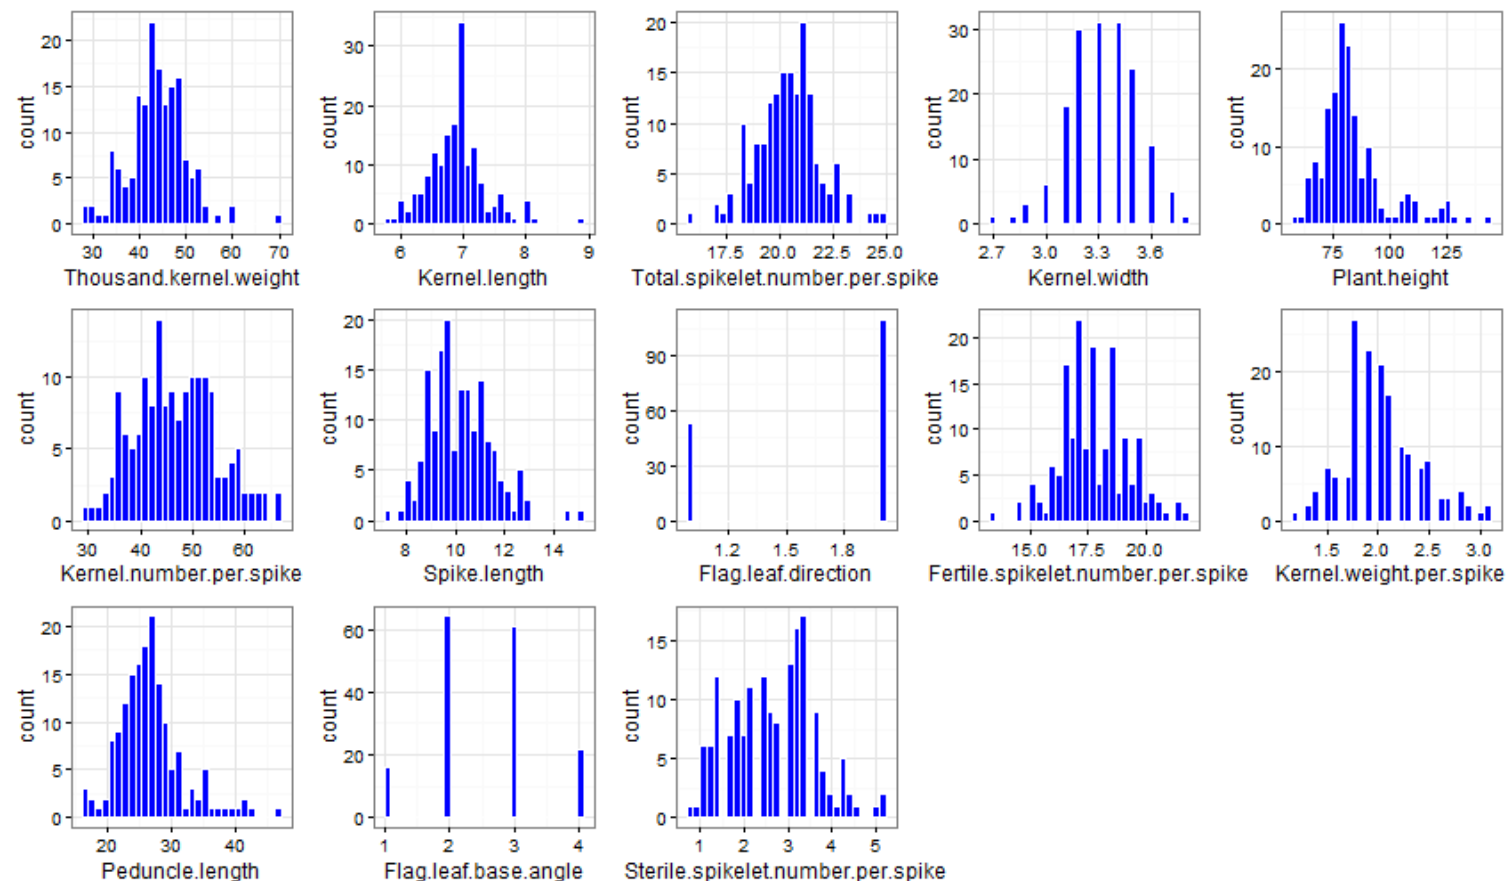 count
20
15
10
5
0
30 40 50 60 70
Thousand.kernel.weight
count
30
20
10
0
6 7 8 9
Kernel.length
count
20
15
10
5
0
17.5 20.0 22.5 25.0
Total.spikelet.number.per.spike
count
30
20
10
0
2.7 3.0 3.3 3.6
Kernel.width
count
20
10
0
75 100 125
Plant.height
count
10
5
0
30 40 50 60
Kernel.number.per.spike
count
20
15
10
5
0
8 10 12 14
Spike.length
count
90
60
30
0
1.2 1.5 1.8
Flag.leaf.direction
count
20
15
10
5
0
15.0 17.5 20.0
Fertile.spikelet.number.per.spike
count
20
10
0
1.5 2.0 2.5 3.0
Kernel.weight.per.spike
count
20
15
10
5
0
20 30 40
Peduncle.length
count
60
40
20
0
1 2 3 4
Flag.leaf.base.angle
count
15
10
5
0
1 2 3 4 5
Sterile.spikelet.number.per.spike